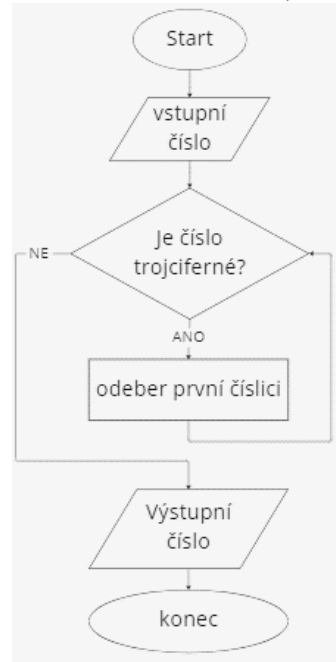 Start
vstupní
číslo
Je číslo
trojciferné?
NE
ANO
odeber první číslici
Výstupní
číslo
konec